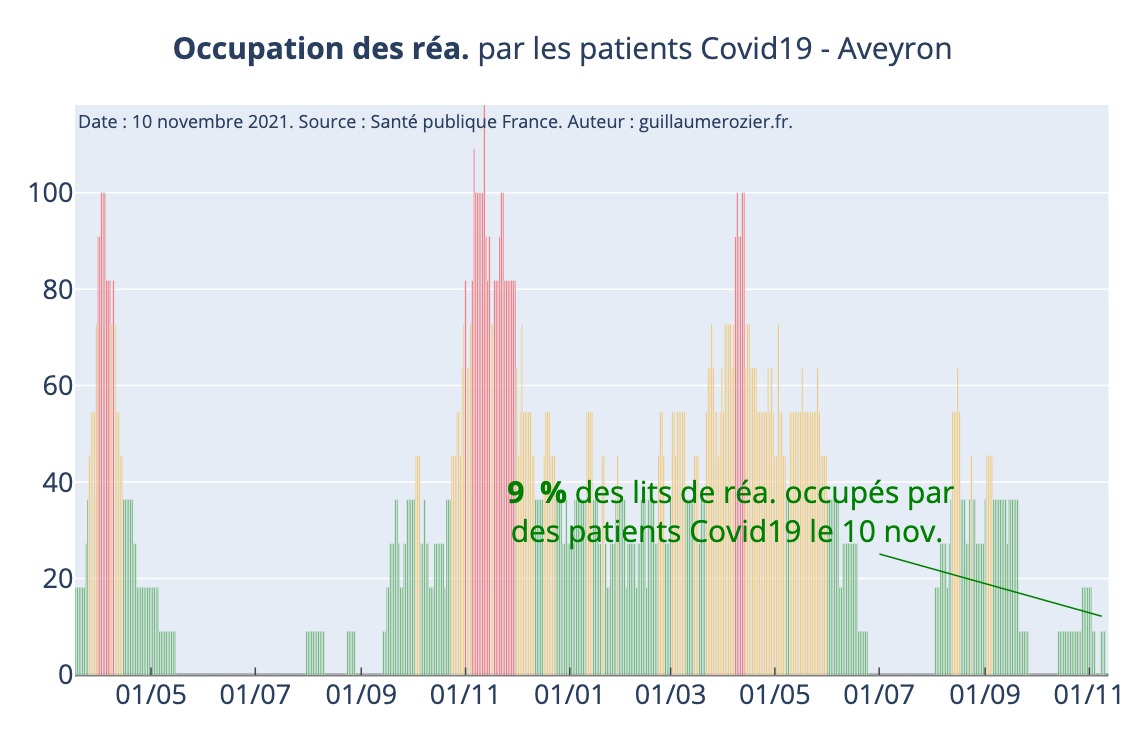 Occupation des réa. par les patients Covid19 - Aveyron
Date : 10 novembre 2021. Source : Santé publique France. Auteur : guillaumerozier.fr.
100
80
60
40
20
0
9 % des lits de réa. occupés par
des patients Covid19 le 10 nov.
01/05 01/07 01/09 01/11 01/01 01/03 01/05 01/07 01/09 01/11